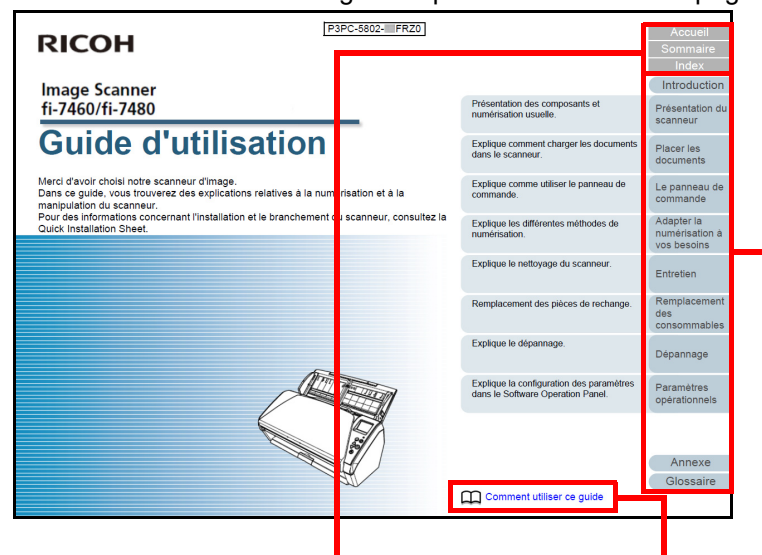 P3PC-5802-
FRZ0
RICOH
Image Scanner
fi-7460/fi-7480
Guide d'utilisation
Merci d'avoir choisi notre scanneur d'image.
Dans ce guide, vous trouverez des explications relatives à la numérisation et à la
manipulation du scanneur.
Pour des informations concernant l'installation et le branchement du scanneur, consultez la
Quick Installation Sheet.
Accueil
Sommaire
Index
Introduction
Présentation des composants et
numérisation usuelle.
Présentation du
scanneur
Explique comment charger les documents
dans le scanneur.
Placer les
documents
Explique comme utiliser le panneau de
commande.
Le panneau de
commande
Explique les différentes méthodes de
numérisation.
Adapter la
numérisation à
vos besoins
Explique le nettoyage du scanneur.
Entretien
Remplacement des pièces de rechange.
Remplacement
des
consommables
Explique le dépannage.
Dépannage
Explique la configuration des paramètres
dans le Software Operation Panel.
Paramètres
opérationnels
Annexe
Glossaire
Comment utiliser ce guide